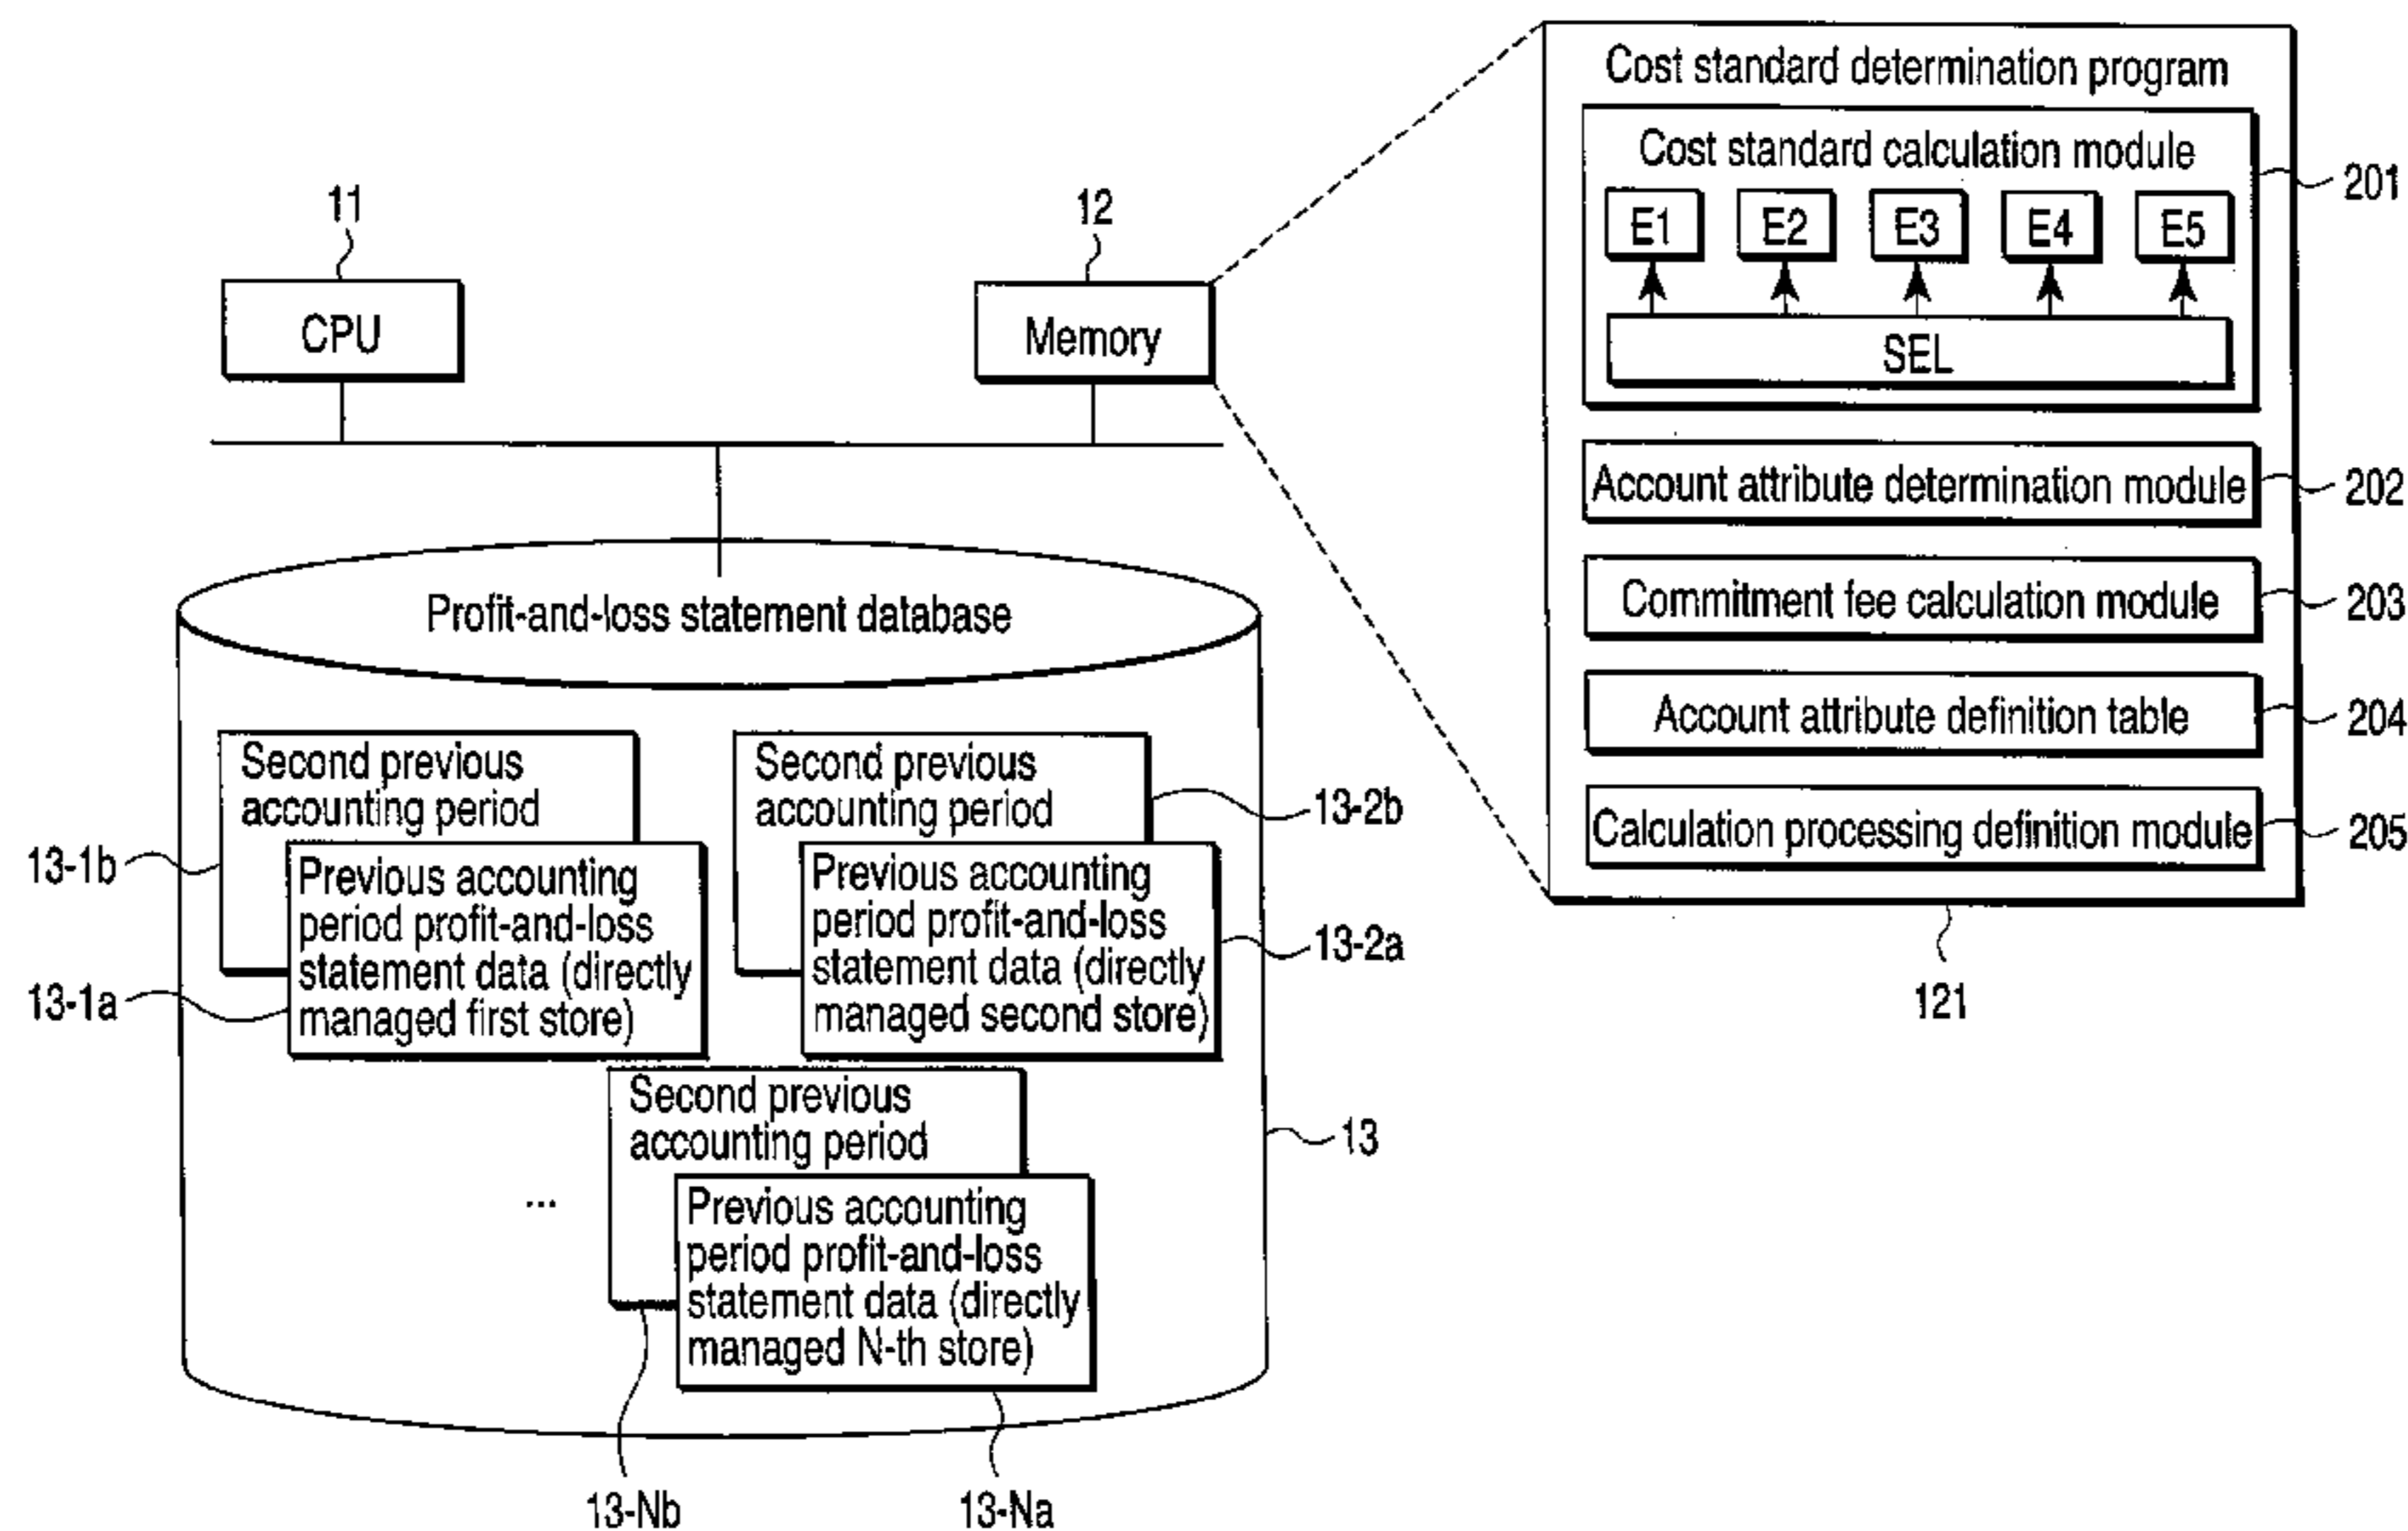 Cost standard determination program
Cost standard calculation module
201
E1 E2 E3 E4 E5
SEL
11
12
CPU
Memory
Account attribute determination module
202
Commitment fee calculation module
203
Account attribute definition table
204
Calculation processing definition module
205
121
Profit-and-loss statement database
Second previous
accounting period
13-1b
Previous accounting
period profit-and-loss
statement data (directly
managed first store)
13-1a
Second previous
accounting period
13-2b
Previous accounting
period profit-and-loss
statement data (directly
managed second store)
13-2a
Second previous
accounting period
13
...
Previous accounting
period profit-and-loss
statement data (directly
managed N-th store)
13-Nb
13-Na